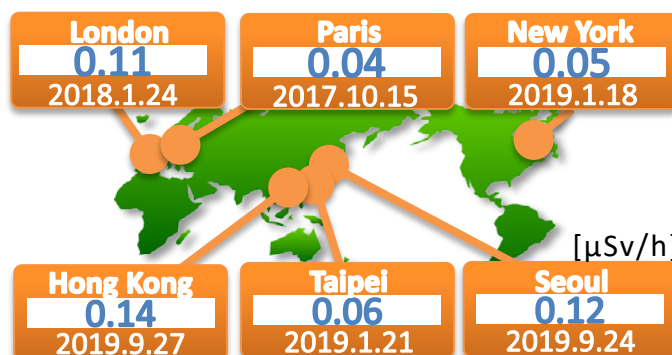 London
0.11
2018.1.24
Paris
0.04
2017.10.15
New York
0.05
2019.1.18
[μSv/h]
Hong Kong
0.14
2019.9.27
Taipei
0.06
2019.1.21
Seoul
0.12
2019.9.24